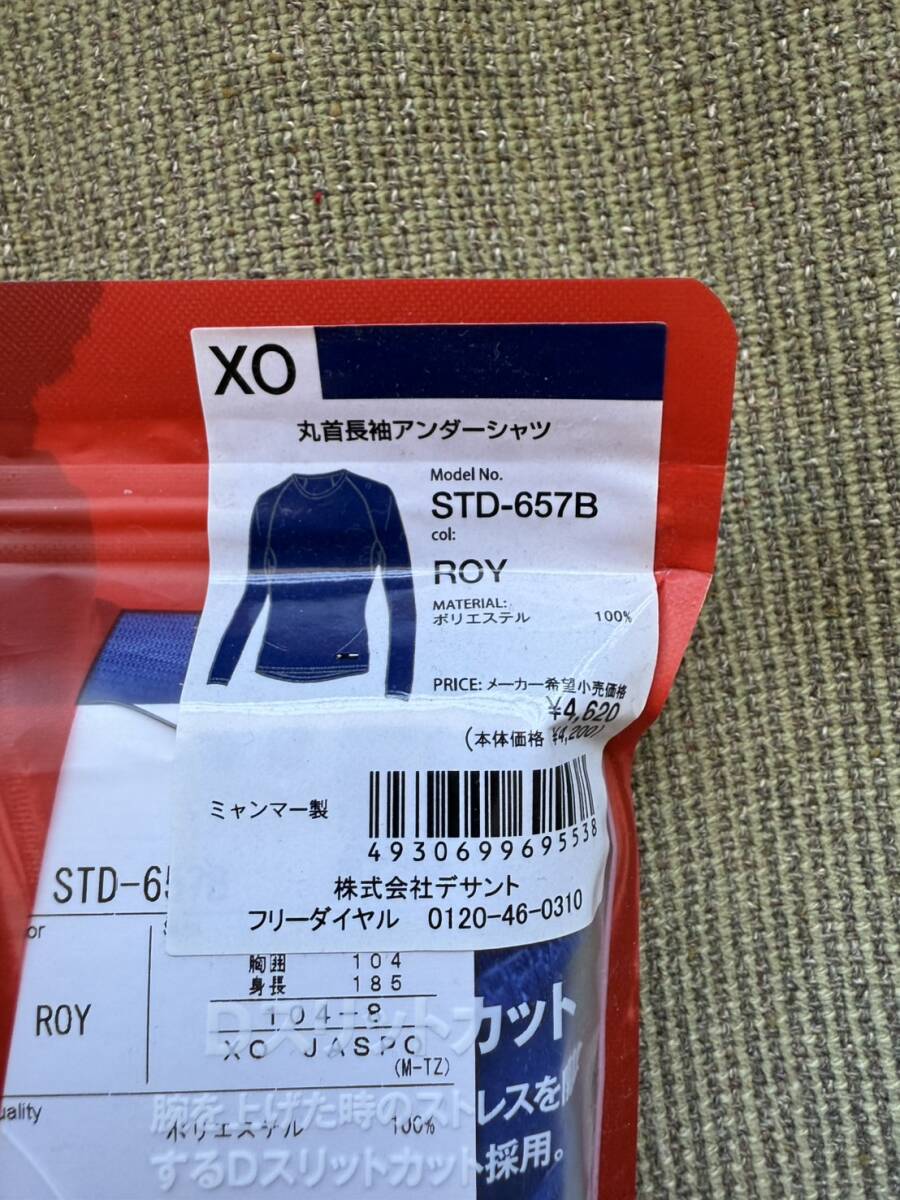 XO
丸首長袖アンダーシャツ
Model No.
STD-657B
col:
ROY
MATERIAL:
ポリエステル 100%
PRICE: メーカー希望小売価格
¥4,620
(本体価格 ¥4,200)
ミャンマー製
4930699695538
株式会社デサント
フリーダイヤル 0120-46-0310
STD-65
or
胸囲 104
身長 185
ROY
104-8
XO JASPO
(M-TZ)
Dスリットカット
uality
ポリエステル 100%
腕を上げた時のストレスを
するDスリットカット採用。